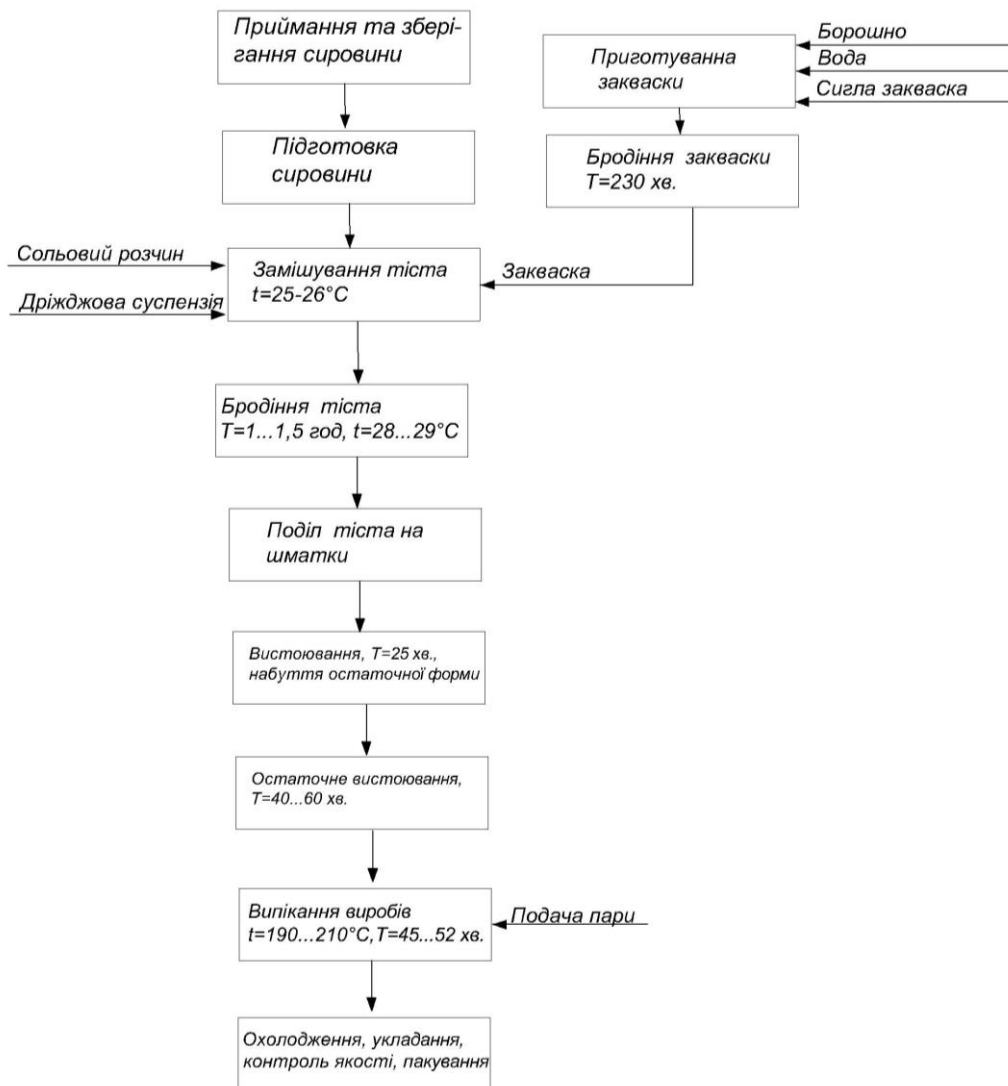 Приймання та збері-
гання сировини
Приготуванна
закваски
Борошно
Вода
Сигла закваска
Підготовка
сировини
Бродіння закваски
Т=230 хв.
Сольовий розчин
Дріжджова суспензія
Замішування тіста
t=25-26°С
Закваска
Бродіння тіста
Т=1...1,5 год, t=28...29°С
Поділ тіста на
шматки
Вистоювання, Т=25 хв.,
набуття остаточної форми
Остаточне вистоювання,
Т=40...60 хв.
Випікання виробів
t=190...210°С,Т=45...52 хв.
Подача пари
Охолодження, укладання,
контроль якості, пакування